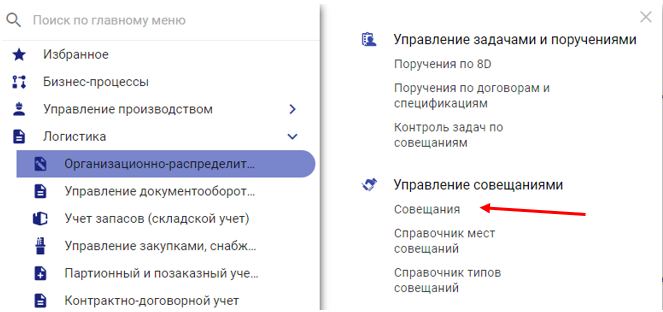 Поиск по главному меню
Избранное
Бизнес-процессы
Управление производством
Логистика
Организационно-распределит...
Управление документооборот...
Учет запасов (складской учет)
Управление закупками, снабж...
Партионный и позаказный уче...
Контрактно-договорной учет
Управление задачами и поручениями
Поручения по 8D
Поручения по договорам и
спецификациям
Контроль задач по
совещаниям
Управление совещаниями
Совещания
Справочник мест
совещаний
Справочник типов
совещаний